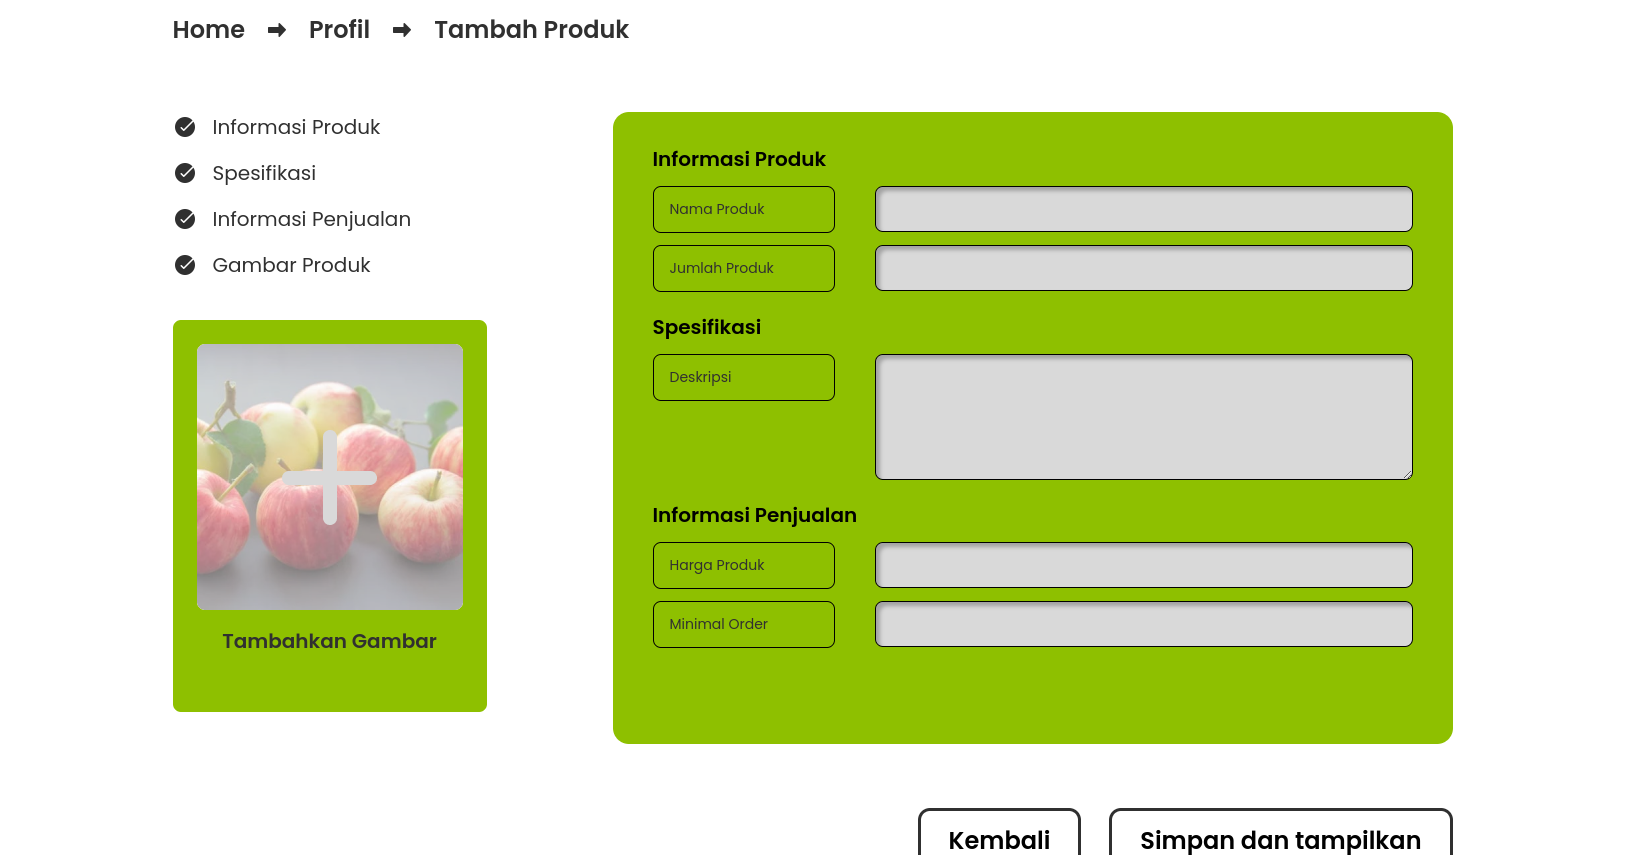 Home Profil Tambah Produk
Informasi Produk
Spesifikasi
Informasi Penjualan
Gambar Produk
Tambahkan Gambar
Informasi Produk
Nama Produk
Jumlah Produk
Spesifikasi
Deskripsi
Informasi Penjualan
Harga Produk
Minimal Order
Kembali
Simpan dan tampilkan